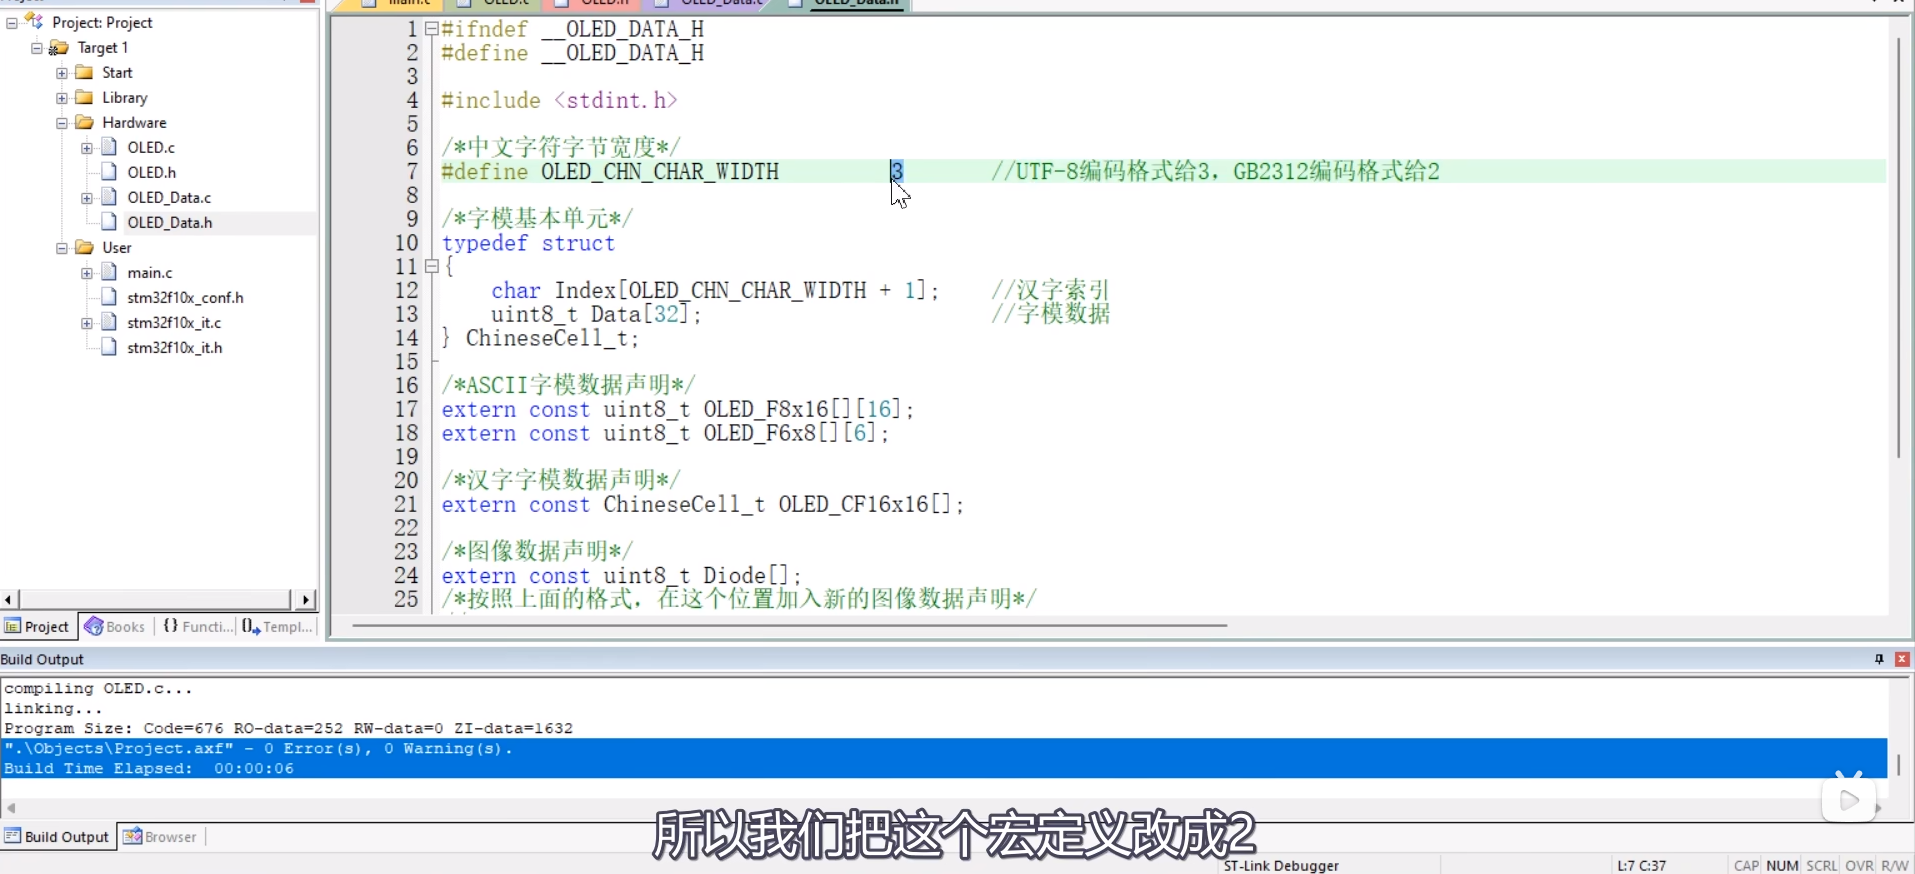 Project
main.c OLED.c OLED.h OLED_Data.c OLED_Data.h
Project: Project
Target 1
Start
Library
Hardware
OLED.c
OLED.h
OLED_Data.c
OLED_Data.h
User
main.c
stm32f10x_conf.h
stm32f10x_it.c
stm32f10x_it.h
Project Books {} Functi... Templ...
1 #ifndef __OLED_DATA_H
2 #define __OLED_DATA_H
3
4 #include <stdint.h>
5
6 /*中文字符字节宽度*/
7 #define OLED_CHN_CHAR_WIDTH 3 //UTF-8编码格式给3，GB2312编码格式给2
8
9 /*字模基本单元*/
10 typedef struct
11 {
12 char Index[OLED_CHN_CHAR_WIDTH + 1]; //汉字索引
13 uint8_t Data[32]; //字模数据
14 } ChineseCell_t;
15
16 /*ASCII字模数据声明*/
17 extern const uint8_t OLED_F8x16[][16];
18 extern const uint8_t OLED_F6x8[][6];
19
20 /*汉字字模数据声明*/
21 extern const ChineseCell_t OLED_CF16x16[];
22
23 /*图像数据声明*/
24 extern const uint8_t Diode[];
25 /*按照上面的格式，在这个位置加入新的图像数据声明*/
Build Output
compiling OLED.c...
linking...
Program Size: Code=676 RO-data=252 RW-data=0 ZI-data=1632
".\Objects\Project.axf" - 0 Error(s), 0 Warning(s).
Build Time Elapsed: 00:00:06
所以我们把这个宏定义改成2
Build Output Browser
ST-Link Debugger L:7 C:37 CAP NUM SCRL OVR R/W